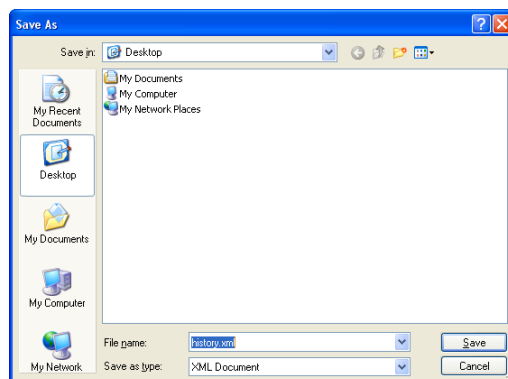 Save As
Save in: Desktop
My Recent
Documents
Desktop
My Documents
My Computer
My Network
My Documents
My Computer
My Network Places
File name: history.xml Save
Save as type: XML Document Cancel